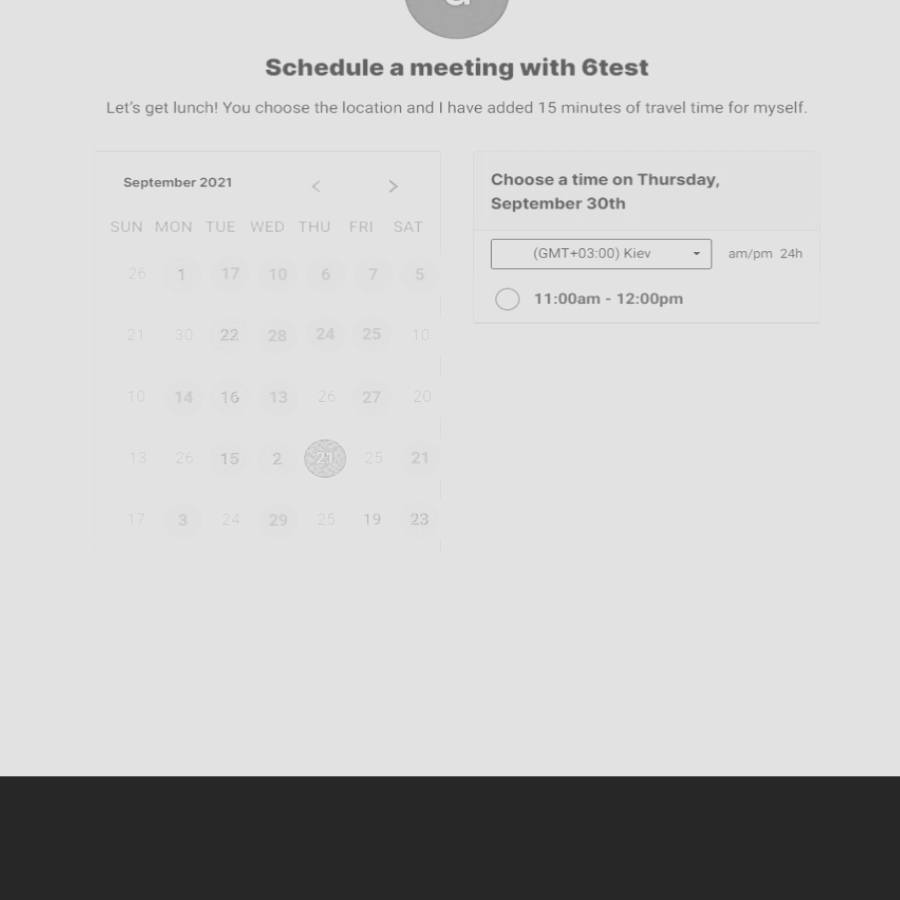 Schedule a meeting with 6test
Let's get lunch! You choose the location and I have added 15 minutes of travel time for myself.
September 2021 < >
SUN MON TUE WED THU FRI SAT
26 1 17 10 6 7 5
21 30 22 28 24 25 10
10 14 16 13 26 27 20
13 26 15 2 21 25 21
17 3 24 29 25 19 23
Choose a time on Thursday,
September 30th
(GMT+03:00) Kiev am/pm 24h
11:00am - 12:00pm